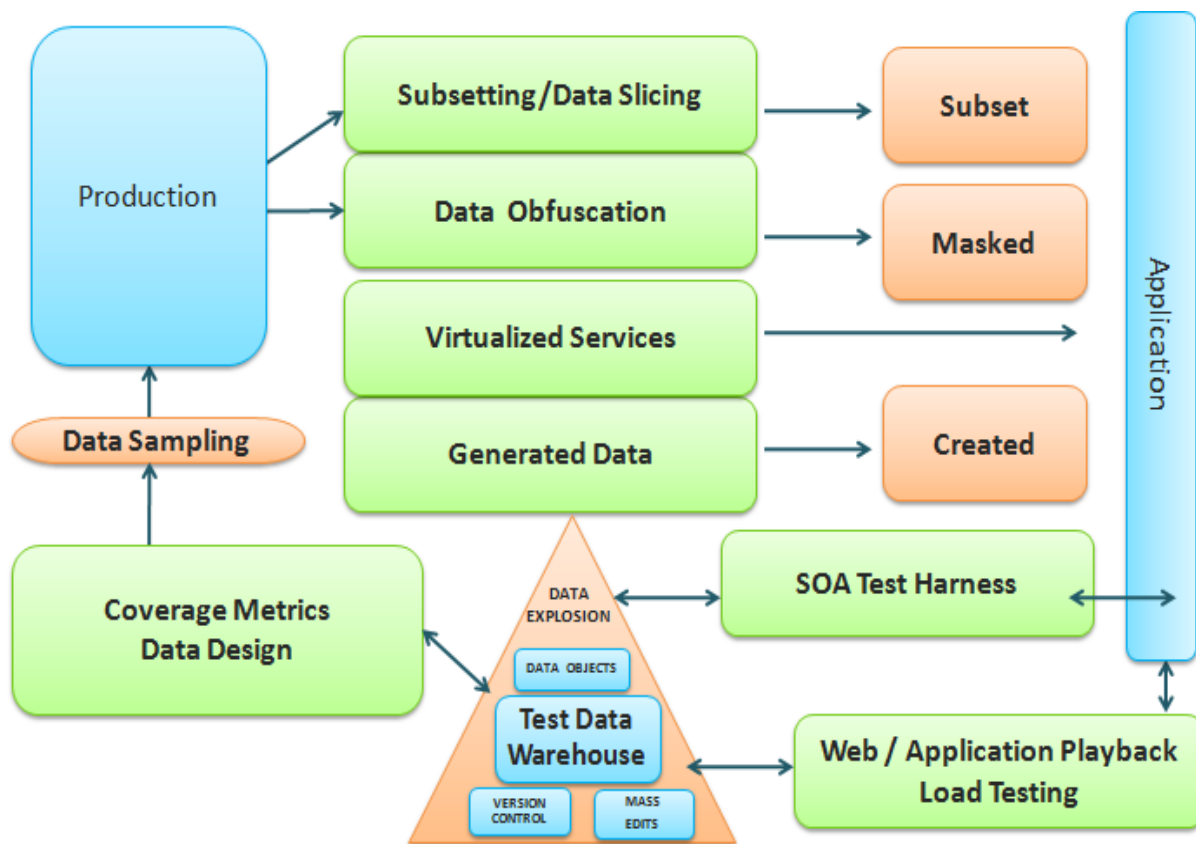 Production
Subsetting/Data Slicing
Subset
Data Obfuscation
Masked
Virtualized Services
Application
Data Sampling
Generated Data
Created
Coverage Metrics
Data Design
DATA
EXPLOSION
SOA Test Harness
DATA OBJECTS
Test Data
Warehouse
VERSION
CONTROL
MASS
EDITS
Web / Application Playback
Load Testing